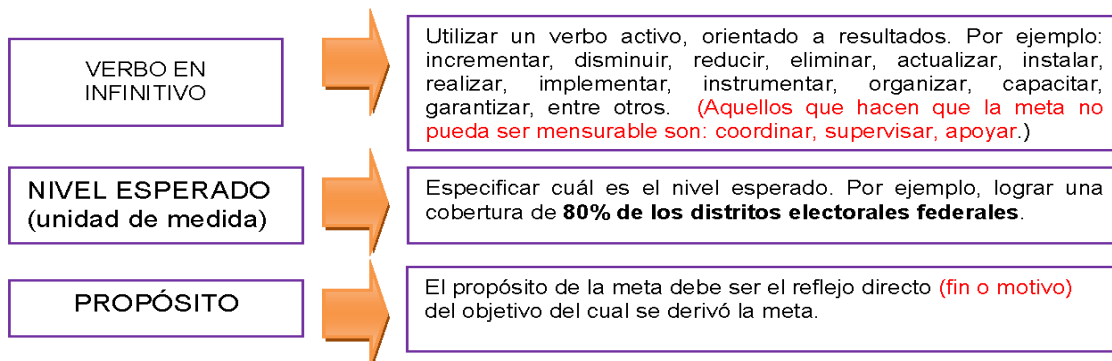 VERBO EN
INFINITIVO
Utilizar un verbo activo, orientado a resultados. Por ejemplo:
incrementar, disminuir, reducir, eliminar, actualizar, instalar,
realizar, implementar, instrumentar, organizar, capacitar,
garantizar, entre otros. (Aquellos que hacen que la meta no
pueda ser mensurable son: coordinar, supervisar, apoyar.)
NIVEL ESPERADO
(unidad de medida)
Especificar cuál es el nivel esperado. Por ejemplo, lograr una
cobertura de 80% de los distritos electorales federales.
PROPÓSITO
El propósito de la meta debe ser el reflejo directo (fin o motivo)
del objetivo del cual se derivó la meta.